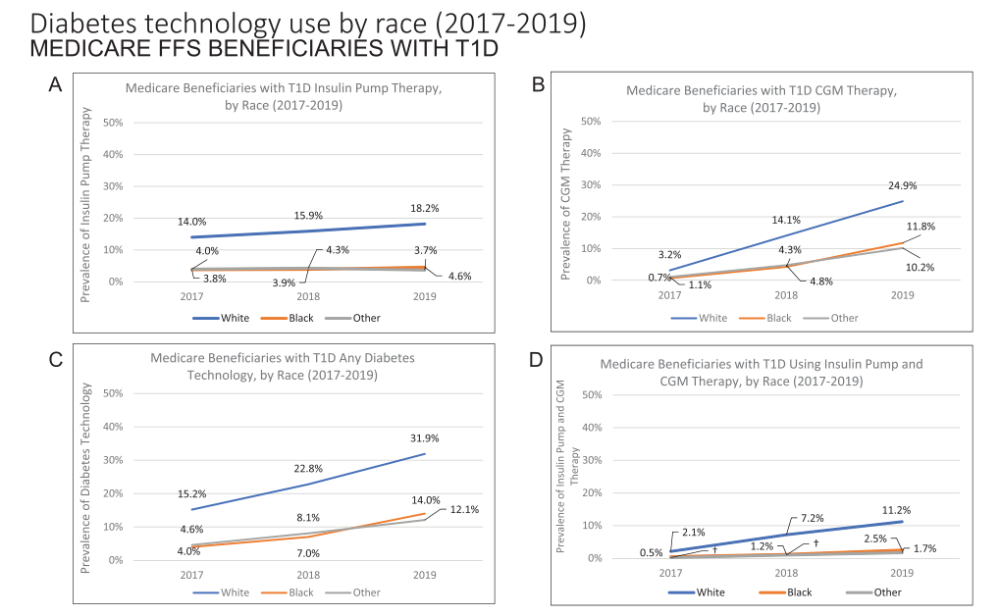 Diabetes technology use by race (2017-2019)
MEDICARE FFS BENEFICIARIES WITH T1D
A
Medicare Beneficiaries with T1D Insulin Pump Therapy,
by Race (2017-2019)
Prevalence of Insulin Pump Therapy
50%
40%
30%
20%
10%
0%
14.0%
15.9%
18.2%
4.0%
4.3%
3.7%
3.8%
3.9%
4.6%
2017
2018
2019
White
Black
Other
B
Medicare Beneficiaries with T1D CGM Therapy,
by Race (2017-2019)
Prevalence of CGM Therapy
50%
40%
30%
20%
10%
0%
3.2%
14.1%
24.9%
0.7%
1.1%
4.3%
4.8%
11.8%
10.2%
2017
2018
2019
White
Black
Other
C
Medicare Beneficiaries with T1D Any Diabetes
Technology, by Race (2017-2019)
Prevalence of Diabetes Technology
50%
40%
30%
20%
10%
0%
15.2%
22.8%
31.9%
4.6%
4.0%
8.1%
7.0%
14.0%
12.1%
2017
2018
2019
White
Black
Other
D
Medicare Beneficiaries with T1D Using Insulin Pump and
CGM Therapy, by Race (2017-2019)
Prevalence of Insulin Pump and CGM
Therapy
50%
40%
30%
20%
10%
0%
2.1%
7.2%
11.2%
0.5%
†
1.2%
†
2.5%
1.7%
2017
2018
2019
White
Black
Other